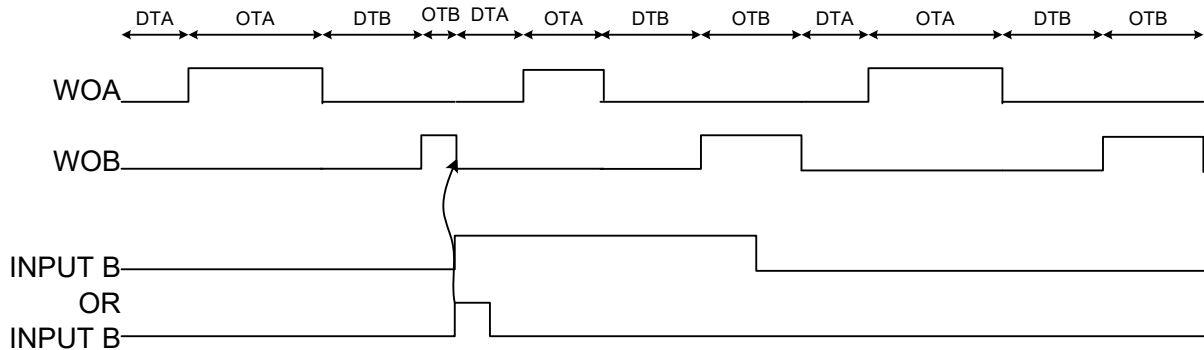 DTA OTA DTB OTB DTA OTA DTB OTB DTA OTA DTB OTB
WOA
WOB
INPUT B
OR
INPUT B